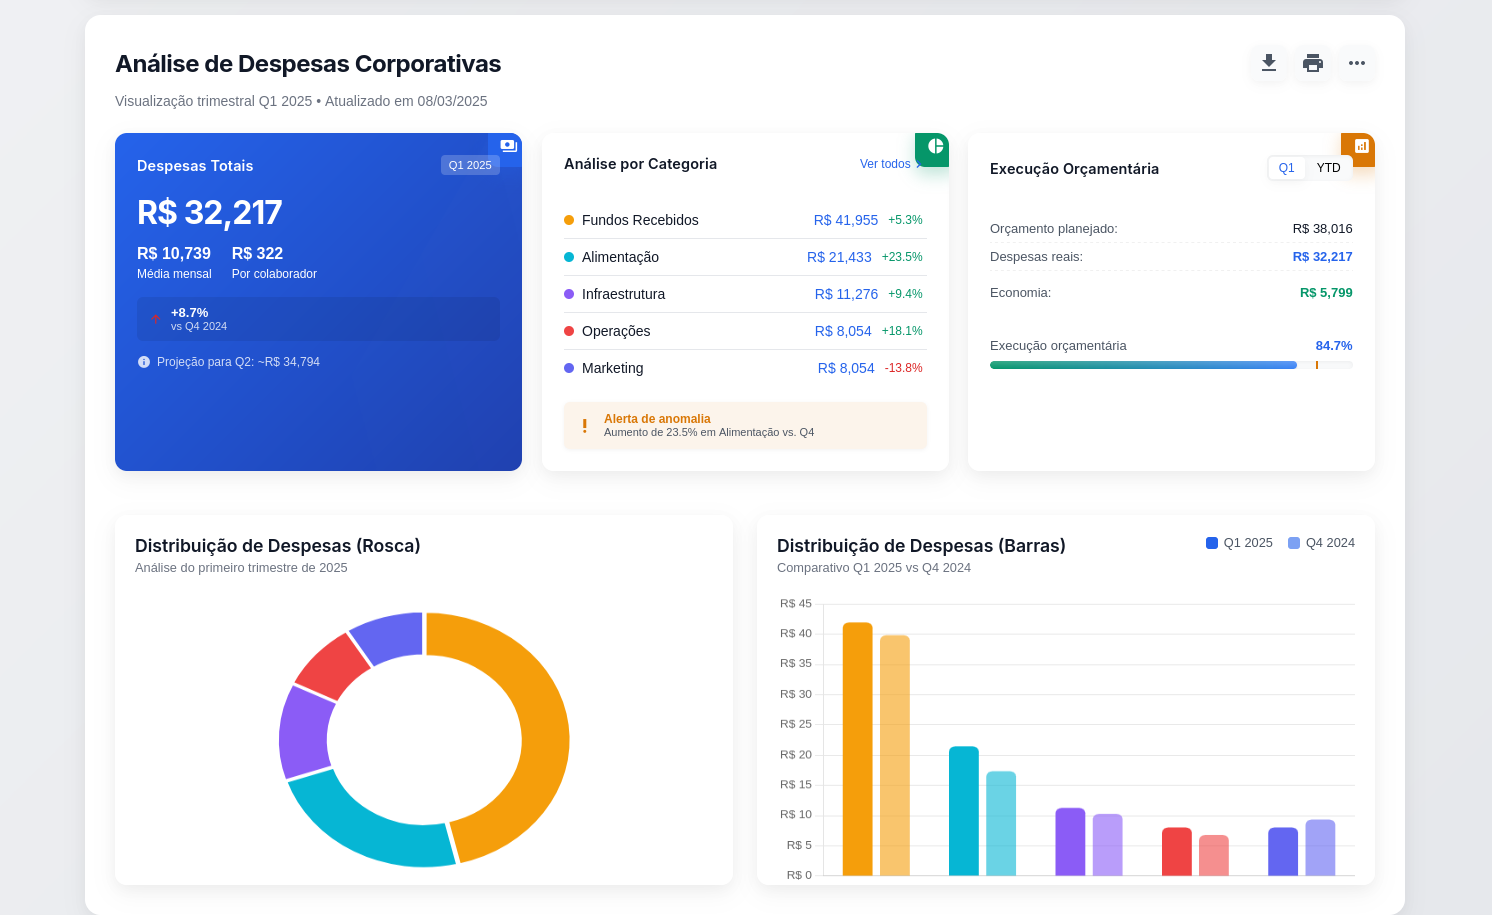 Análise de Despesas Corporativas
Visualização trimestral Q1 2025 • Atualizado em 08/03/2025
Despesas Totais
Q1 2025
R$ 32,217
R$ 10,739
R$ 322
Média mensal
Por colaborador
+8.7%
vs Q4 2024
Projeção para Q2: ~R$ 34,794
Análise por Categoria
Ver todos
Fundos Recebidos R$ 41,955 +5.3%
Alimentação R$ 21,433 +23.5%
Infraestrutura R$ 11,276 +9.4%
Operações R$ 8,054 +18.1%
Marketing R$ 8,054 -13.8%
Alerta de anomalia
Aumento de 23.5% em Alimentação vs. Q4
Execução Orçamentária
Q1 YTD
Orçamento planejado: R$ 38,016
Despesas reais: R$ 32,217
Economia: R$ 5,799
Execução orçamentária 84.7%
Distribuição de Despesas (Rosca)
Análise do primeiro trimestre de 2025
Distribuição de Despesas (Barras)
Comparativo Q1 2025 vs Q4 2024
Q1 2025 Q4 2024
R$ 45
R$ 40
R$ 35
R$ 30
R$ 25
R$ 20
R$ 15
R$ 10
R$ 5
R$ 0